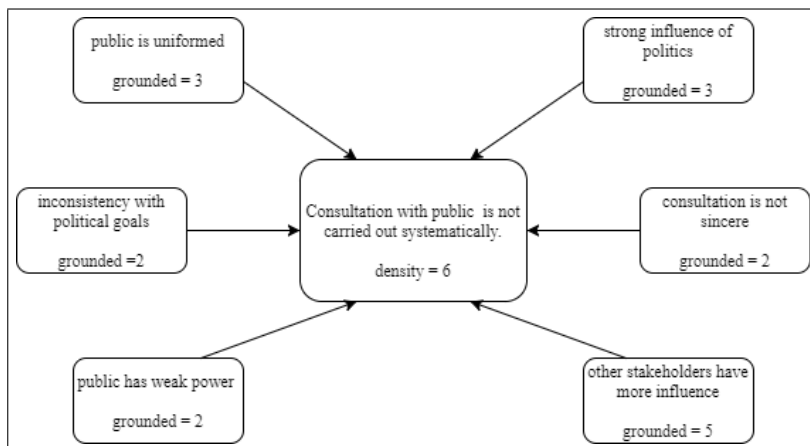 public is uniformed
grounded = 3
strong influence of
politics
grounded = 3
inconsistency with
political goals
grounded =2
Consultation with public is not
carried out systematically.
density = 6
consultation is not
sincere
grounded = 2
public has weak power
grounded = 2
other stakeholders have
more influence
grounded = 5